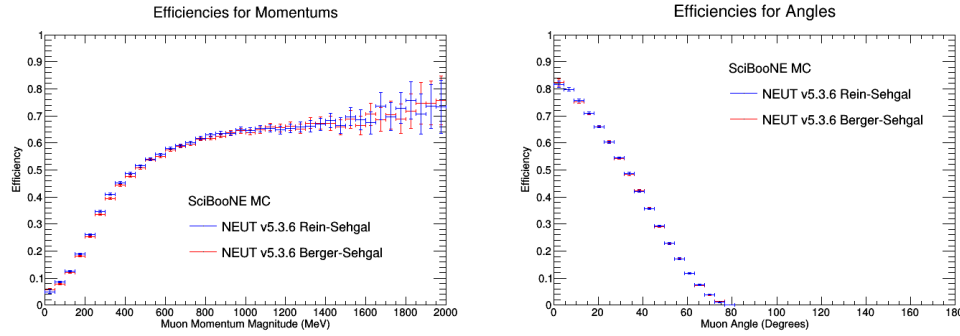 Efficiencies for Momentums
Efficiency
1
0.9
0.8
0.7
0.6
0.5
0.4
0.3
0.2
0.1
0
SciBooNE MC
NEUT v5.3.6 Rein-Sehgal
NEUT v5.3.6 Berger-Sehgal
0 200 400 600 800 1000 1200 1400 1600 1800 2000
Muon Momentum Magnitude (MeV)
Efficiencies for Angles
Efficiency
1
0.9
0.8
0.7
0.6
0.5
0.4
0.3
0.2
0.1
0
SciBooNE MC
NEUT v5.3.6 Rein-Sehgal
NEUT v5.3.6 Berger-Sehgal
0 20 40 60 80 100 120 140 160 180
Muon Angle (Degrees)